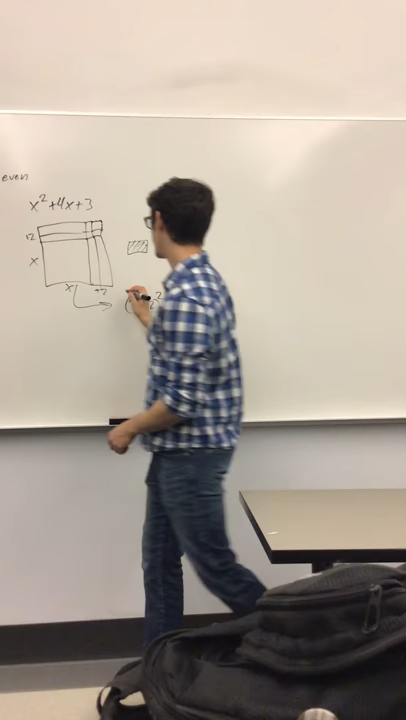 even
x²+4x+3
+2
x
x +2